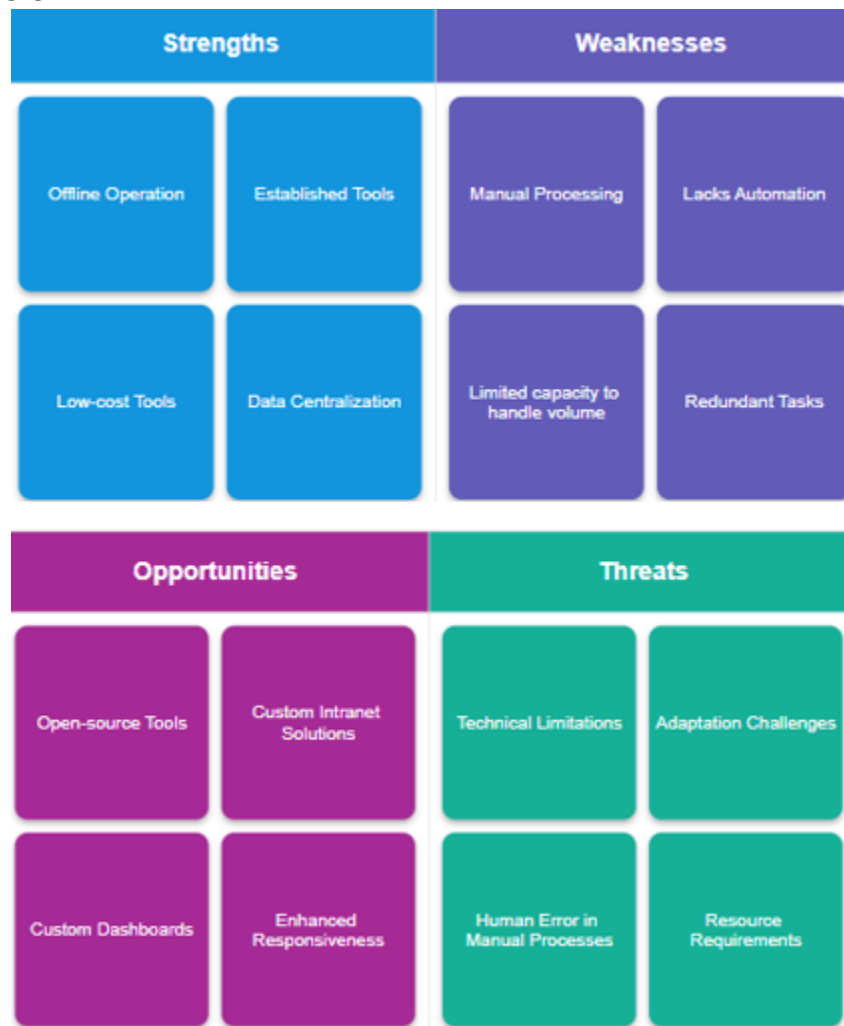 Strengths
Weaknesses
Offline Operation
Established Tools
Manual Processing
Lacks Automation
Low-cost Tools
Data Centralization
Limited capacity to
handle volume
Redundant Tasks
Opportunities
Threats
Open-source Tools
Custom Intranet
Solutions
Technical Limitations
Adaptation Challenges
Custom Dashboards
Enhanced
Responsiveness
Human Error in
Manual Processes
Resource
Requirements